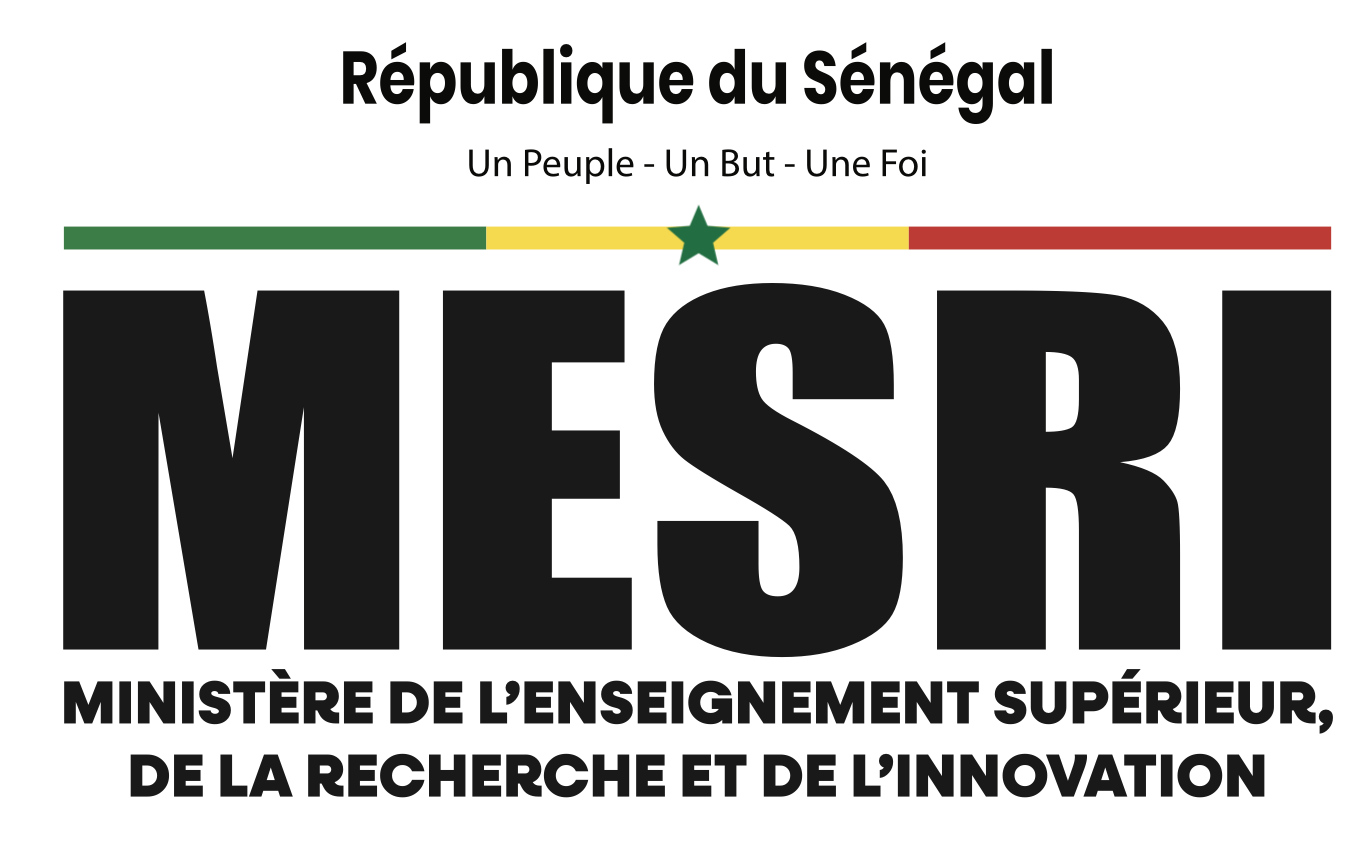 République du Sénégal
Un Peuple - Un But - Une Foi
MESRI
MINISTÈRE DE L’ENSEIGNEMENT SUPÉRIEUR,
DE LA RECHERCHE ET DE L’INNOVATION